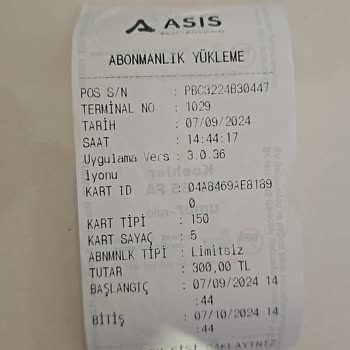 ASIS
ABONMANLIK YÜKLEME
POS S/N : PBC3224B30447
TERMINAL NO : 1029
TARİH : 07/09/2024
SAAT : 14:44:17
Uygulama Vers : 3.0.36
iyonu
KART ID : 04A8469AE8189
0
KART TİPİ : 150
KART SAYAÇ : 5
ABNMNLK TİPİ : Limitsiz
TUTAR : 300,00 TL
BAŞLANGIÇ : 07/09/2024 14
:44
BİTİŞ : 07/10/2024 14
:44